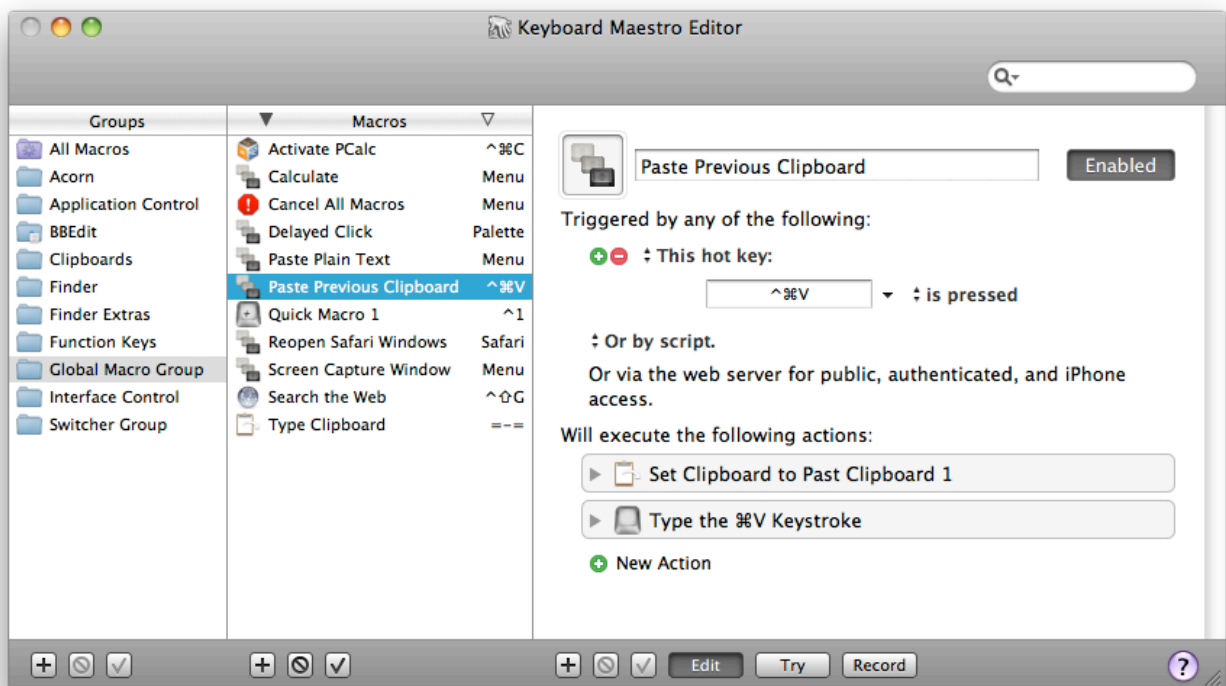 Keyboard Maestro Editor
Groups
All Macros
Acorn
Application Control
BBEdit
Clipboards
Finder
Finder Extras
Function Keys
Global Macro Group
Interface Control
Switcher Group
Macros
Activate PCalc ^⌘C
Calculate Menu
Cancel All Macros Menu
Delayed Click Palette
Paste Plain Text Menu
Paste Previous Clipboard ^⌘V
Quick Macro 1 ^1
Reopen Safari Windows Safari
Screen Capture Window Menu
Search the Web ^⇧G
Type Clipboard =-=
Paste Previous Clipboard
Enabled
Triggered by any of the following:
This hot key:
^⌘V
is pressed
Or by script.
Or via the web server for public, authenticated, and iPhone
access.
Will execute the following actions:
Set Clipboard to Past Clipboard 1
Type the ⌘V Keystroke
New Action
Edit Try Record ?